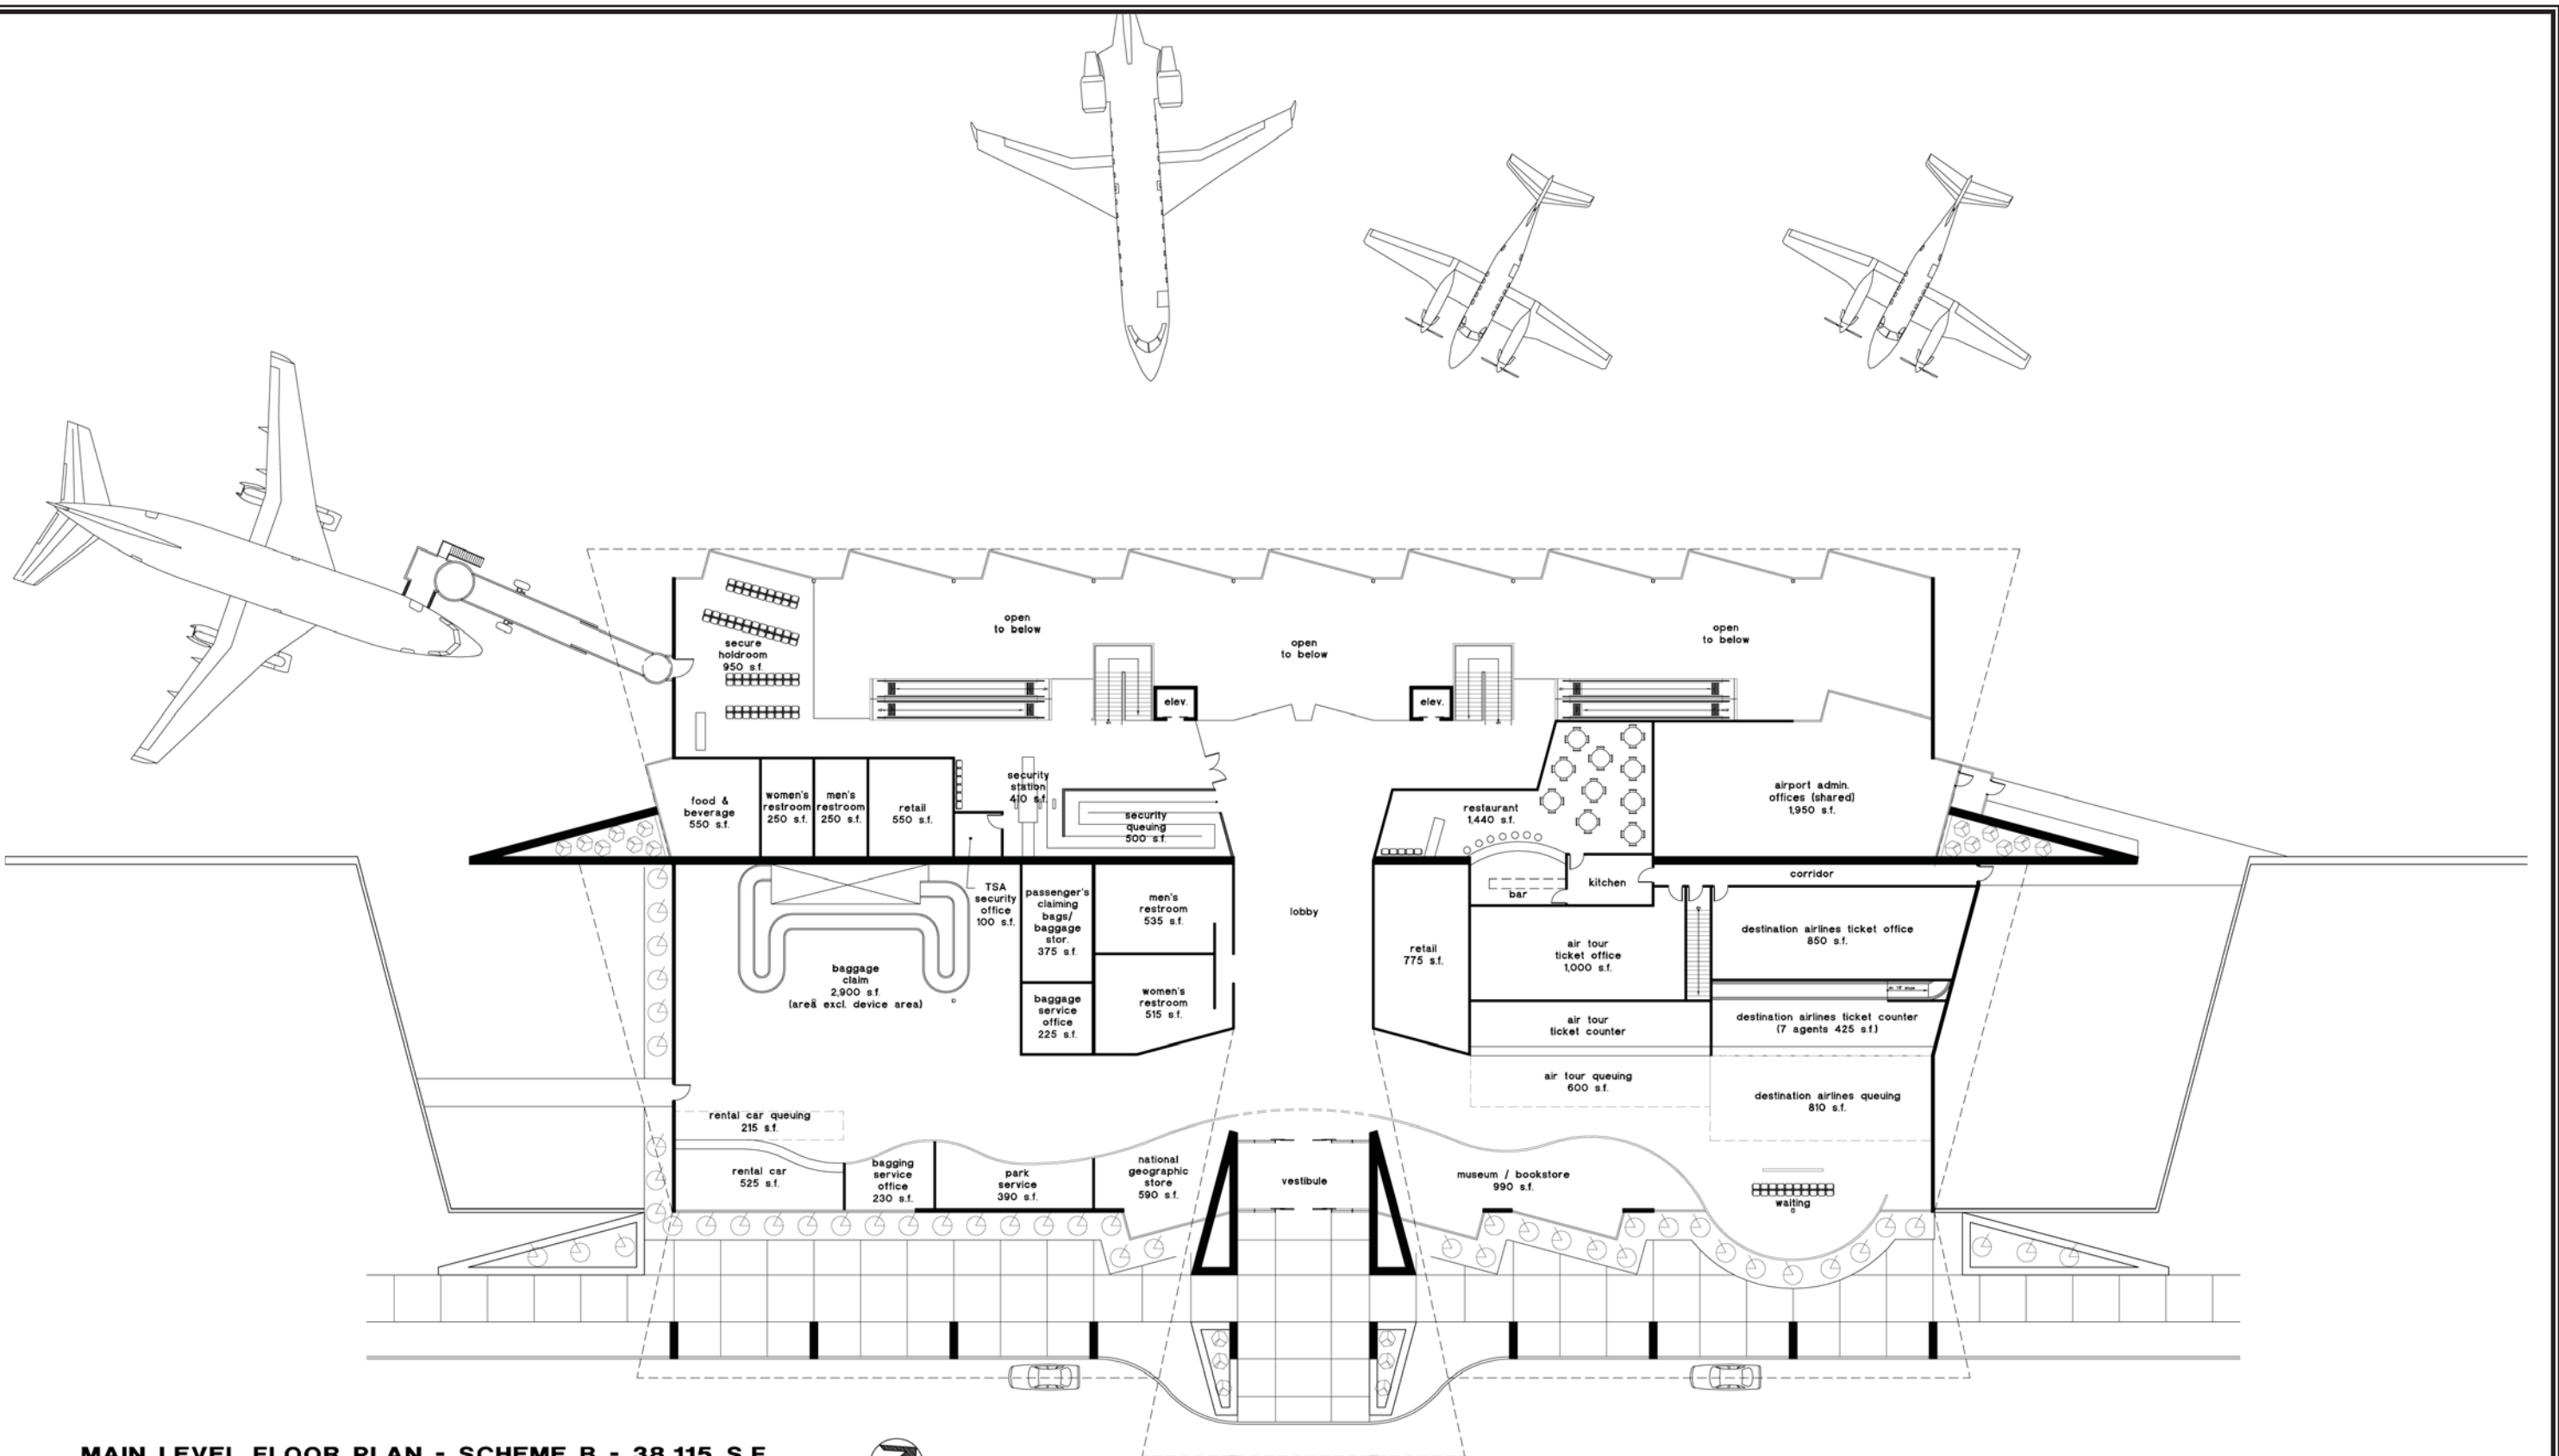 open
to below
open
to below
open
to below
secure
holdroom
950 s.f.
elev.
elev.
food &
beverage
550 s.f.
women's
restroom
250 s.f.
men's
restroom
250 s.f.
retail
550 s.f.
security
station
410 s.f.
security
queuing
500 s.f.
restaurant
1,440 s.f.
airport admin.
offices (shared)
1,950 s.f.
TSA
security
office
100 s.f.
passenger's
claiming
bags/
baggage
stor.
375 s.f.
men's
restroom
535 s.f.
lobby
bar
kitchen
corridor
baggage
claim
2,900 s.f.
(area excl. device area)
baggage
service
office
225 s.f.
women's
restroom
515 s.f.
retail
775 s.f.
air tour
ticket office
1,000 s.f.
destination airlines ticket office
850 s.f.
air tour
ticket counter
destination airlines ticket counter
(7 agents 425 s.f.)
air tour queuing
600 s.f.
destination airlines queuing
810 s.f.
rental car queuing
215 s.f.
rental car
525 s.f.
bagging
service
office
230 s.f.
park
service
390 s.f.
national
geographic
store
590 s.f.
vestibule
museum / bookstore
990 s.f.
waiting
MAIN LEVEL FLOOR PLAN - SCHEME B - 38,115 S.F.